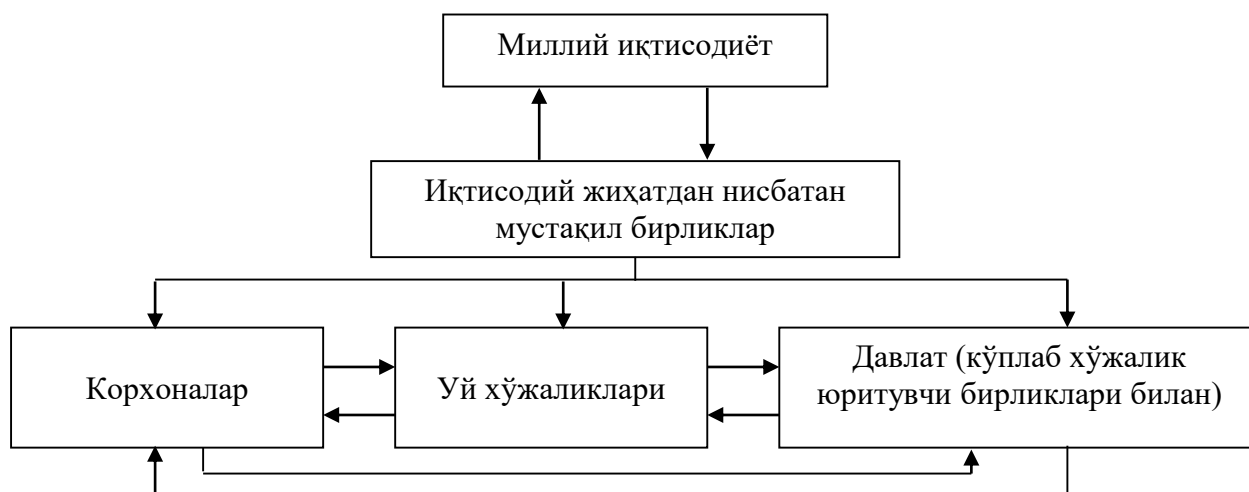 Миллий иқтисодиёт
Иқтисодий жиҳатдан нисбатан
мустақил бирликлар
Корхоналар
Уй хўжаликлари
Давлат (кўплаб хўжалик
юритувчи бирликлари билан)